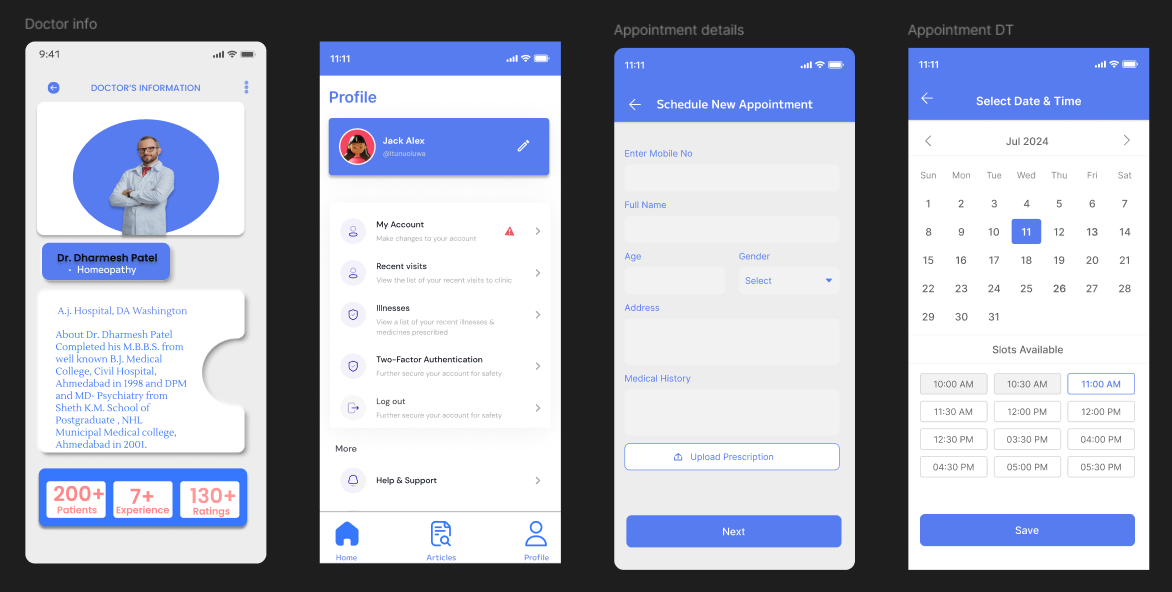 Doctor info
9:41
DOCTOR'S INFORMATION
Dr. Dharmesh Patel
• Homeopathy
A.j. Hospital, DA Washington
About Dr. Dharmesh Patel
Completed his M.B.B.S. from
well known B.J. Medical
College, Civil Hospital,
Ahmedabad in 1998 and DPM
and MD- Psychiatry from
Sheth K.M. School of
Postgraduate , NHL
Municipal Medical college,
Ahmedabad in 2001.
200+
Patients
7+
Experience
130+
Ratings
11:11
Profile
Jack Alex
@Itunuoluwa
My Account
Make changes to your account
Recent visits
View the list of your recent visits to clinic
Illnesses
View a list of your recent illnesses &
medicines prescribed
Two-Factor Authentication
Further secure your account for safety
Log out
Further secure your account for safety
More
Help & Support
Home
Articles
Profile
Appointment details
11:11
Schedule New Appointment
Enter Mobile No
Full Name
Age
Gender
Select
Address
Medical History
Upload Prescription
Next
Appointment DT
11:11
Select Date & Time
Jul 2024
Sun Mon Tue Wed Thu Fri Sat
1 2 3 4 5 6 7
8 9 10 11 12 13 14
15 16 17 18 19 20 21
22 23 24 25 26 27 28
29 30 31
Slots Available
10:00 AM 10:30 AM 11:00 AM
11:30 AM 12:00 PM 12:00 PM
12:30 PM 03:30 PM 04:00 PM
04:30 PM 05:00 PM 05:30 PM
Save